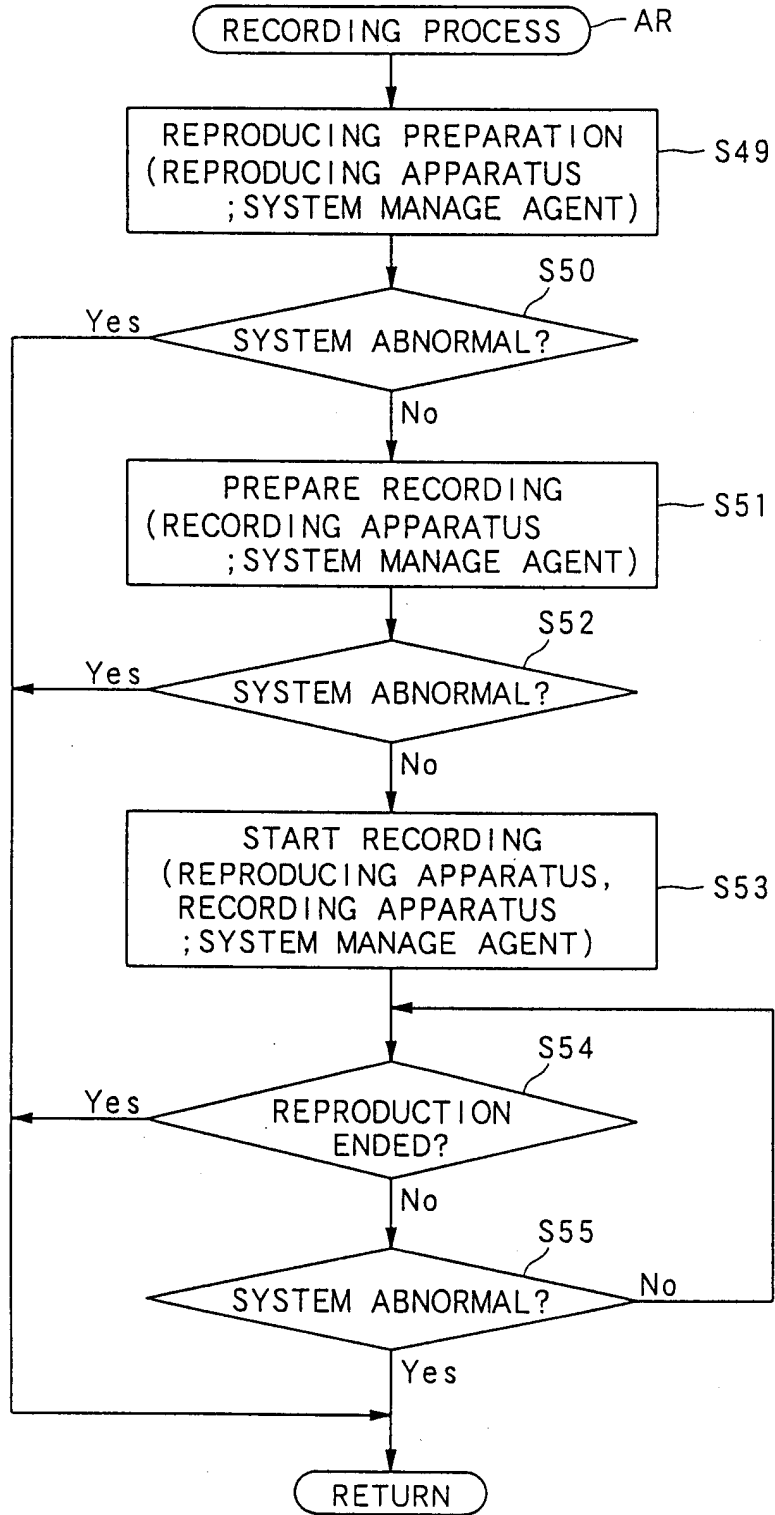 RECORDING PROCESS
AR
REPRODUCING PREPARATION
(REPRODUCING APPARATUS
;SYSTEM MANAGE AGENT)
S49
S50
Yes
SYSTEM ABNORMAL?
No
PREPARE RECORDING
(RECORDING APPARATUS
;SYSTEM MANAGE AGENT)
S51
S52
Yes
SYSTEM ABNORMAL?
No
START RECORDING
(REPRODUCING APPARATUS,
RECORDING APPARATUS
;SYSTEM MANAGE AGENT)
S53
S54
Yes
REPRODUCTION
ENDED?
No
S55
SYSTEM ABNORMAL?
No
Yes
RETURN